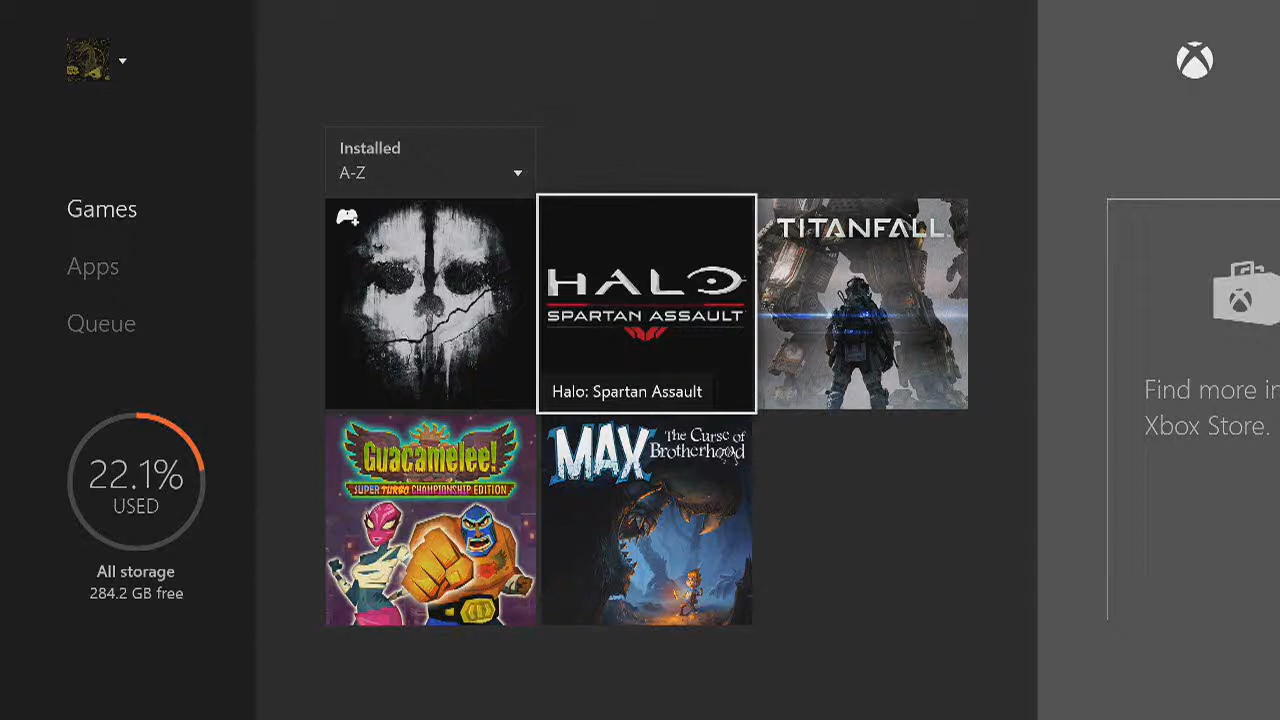 Installed
A-Z
Games
Apps
Queue
22.1%
USED
All storage
284.2 GB free
HALO
SPARTAN ASSAULT
Halo: Spartan Assault
TITANFALL
Guacamelee!
SUPER TURBO CHAMPIONSHIP EDITION
MAX
The Curse of
Brotherhood
Find more in
Xbox Store.